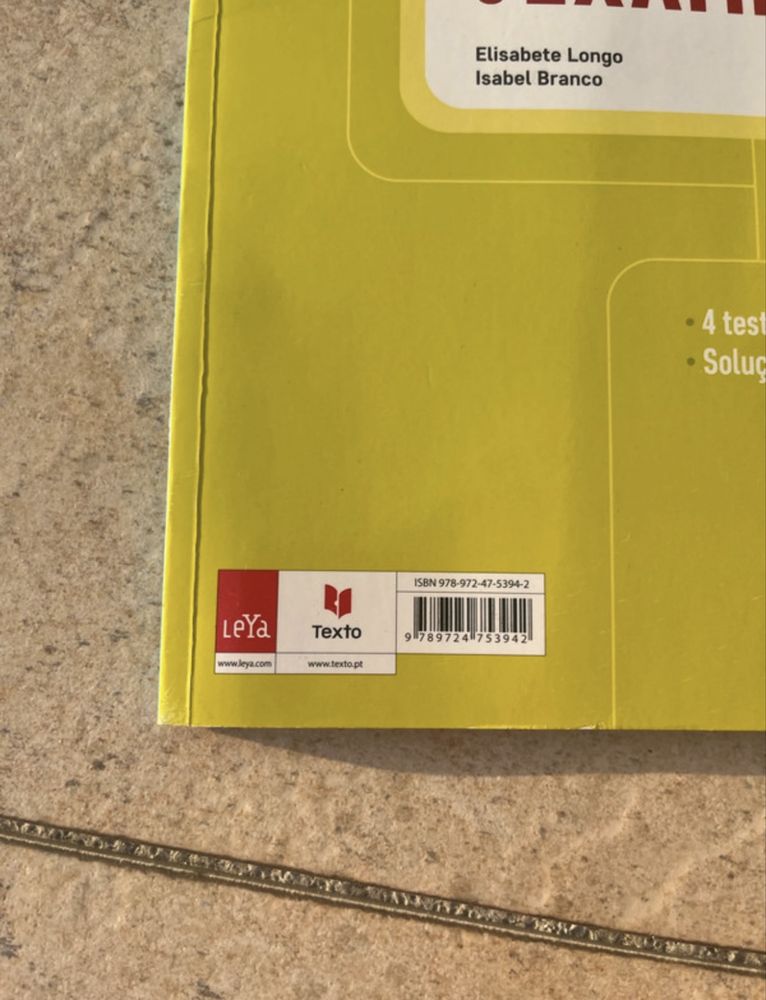 Elisabete Longo
Isabel Branco
• 4 test
• Soluç
ISBN 978-972-47-5394-2
LeYa
Texto
9 789724 753942
www.leya.com
www.texto.pt